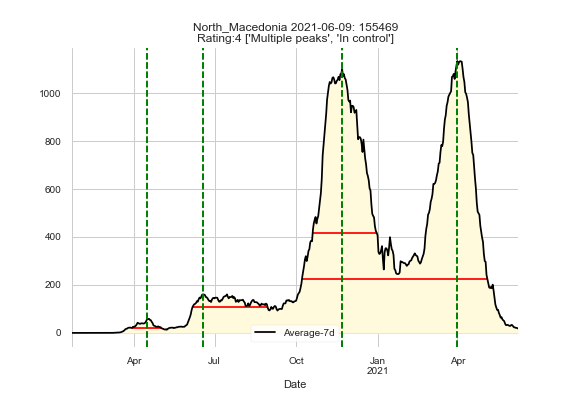 North_Macedonia 2021-06-09: 155469
Rating:4 ['Multiple peaks', 'In control']
1000
800
600
400
200
0
Average-7d
Apr
Jul
Oct
Jan
2021
Apr
Date